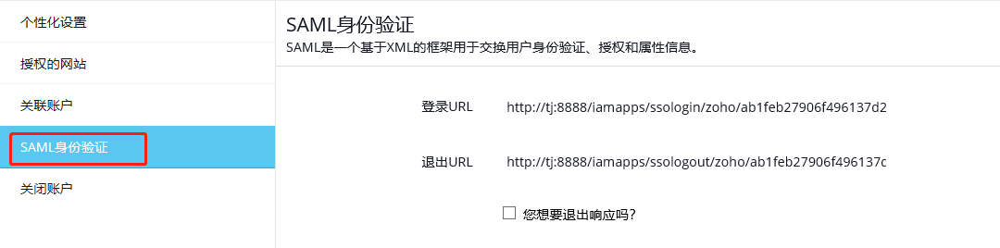 个性化设置
授权的网站
关联账户
SAML身份验证
关闭账户
SAML身份验证
SAML是一个基于XML的框架用于交换用户身份验证、授权和属性信息。
登录URL http://tj:8888/iamapps/ssologin/zoho/ab1feb27906f496137d2
退出URL http://tj:8888/iamapps/ssologout/zoho/ab1feb27906f496137c
您想要退出响应吗?